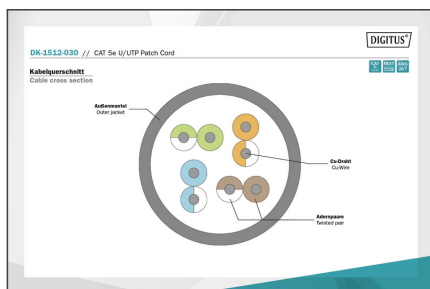 DIGITUS®
DK-1512-030 // CAT 5e U/UTP Patch Cord
Kabelquerschnitt
Cable cross section
Außenmantel
Outer jacket
Cu-Draht
Cu-Wire
Aderspaare
Twisted pair